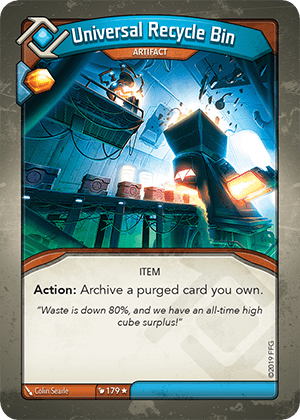 Universal Recycle Bin
ARTIFACT
ITEM
Action: Archive a purged card you own.
“Waste is down 80%, and we have an all-time high
cube surplus!”
Colin Searle
179
©2019 FFG